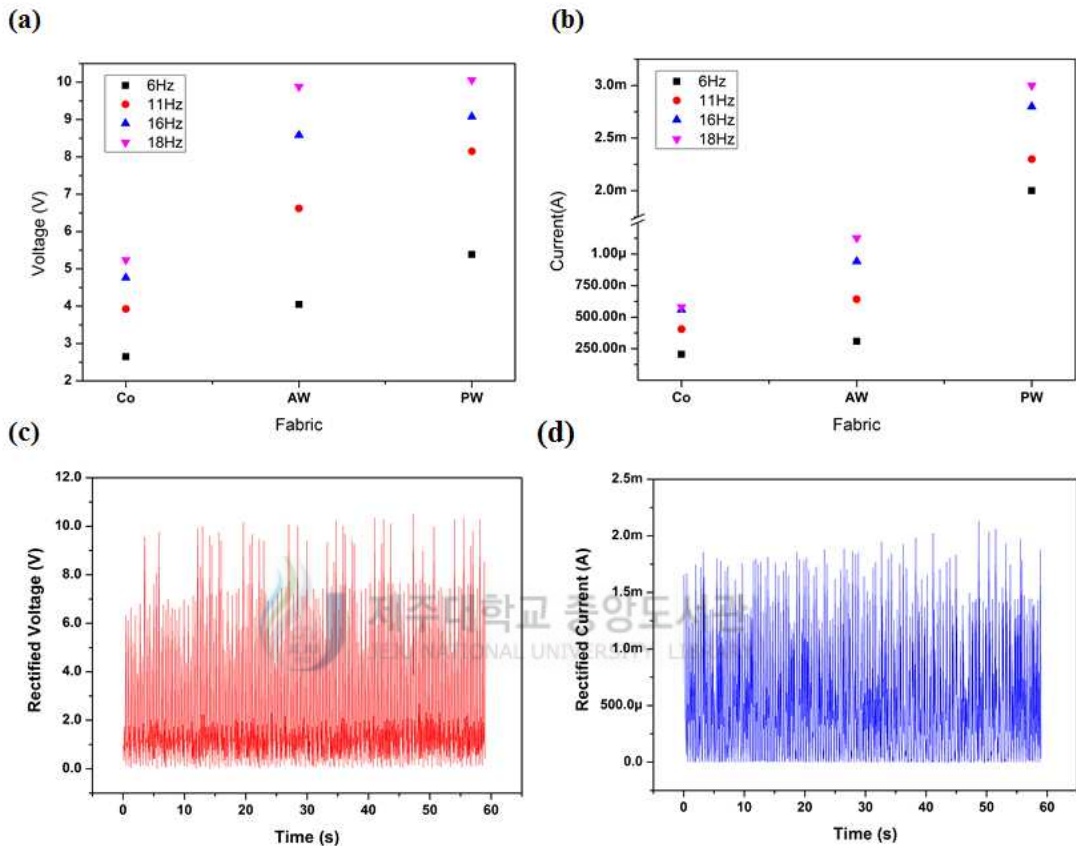 (a)
10
9
8
7
6
5
4
3
2
Voltage (V)
6Hz
11Hz
16Hz
18Hz
Co
AW
PW
Fabric
(b)
3.0m
2.5m
2.0m
1.00µ
750.00n
500.00n
250.00n
Current(A)
6Hz
11Hz
16Hz
18Hz
Co
AW
PW
Fabric
(c)
12.0
10.0
8.0
6.0
4.0
2.0
0.0
Rectified Voltage (V)
0
10
20
30
40
50
60
Time (s)
(d)
2.5m
2.0m
1.5m
1.0m
500.0µ
0.0
Rectified Current (A)
0
10
20
30
40
50
60
Time (s)
제주대학교 중앙도서관
JEJU NATIONAL UNIVERSITY LIBRARY